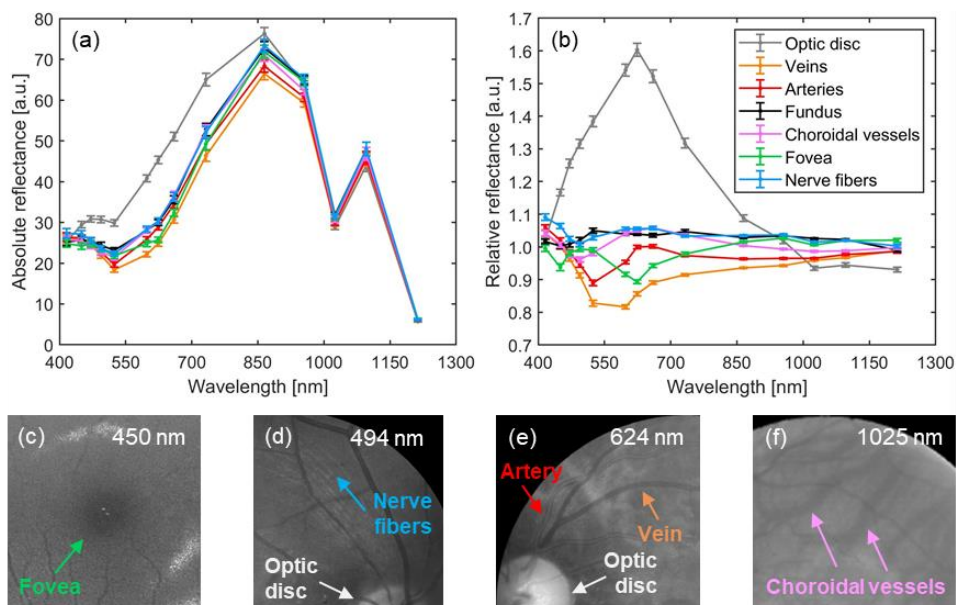 (a)
Absolute reflectance [a.u.]
80
70
60
50
40
30
20
10
0
400
550
700
850
1000
1150
1300
Wavelength [nm]
(b)
Relative reflectance [a.u.]
1.7
1.6
1.5
1.4
1.3
1.2
1.1
1.0
0.9
0.8
0.7
Optic disc
Veins
Arteries
Fundus
Choroidal vessels
Fovea
Nerve fibers
400
550
700
850
1000
1150
1300
Wavelength [nm]
(c)
450 nm
Fovea
(d)
494 nm
Nerve
fibers
Optic
disc
(e)
624 nm
Artery
Vein
Optic
disc
(f)
1025 nm
Choroidal vessels